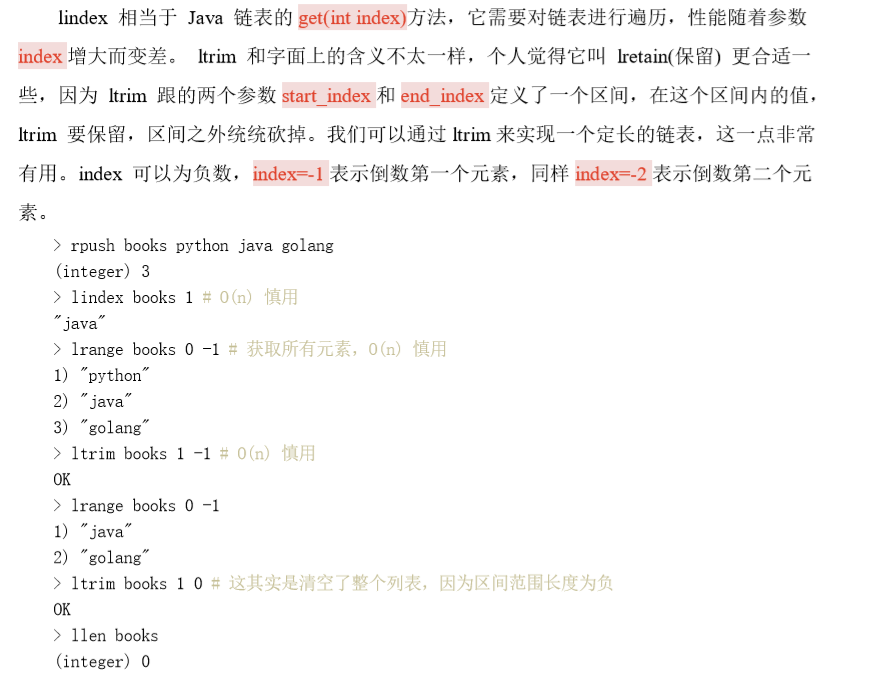 lindex 相当于 Java 链表的 get(int index)方法，它需要对链表进行遍历，性能随着参数
index 增大而变差。 ltrim 和字面上的含义不太一样，个人觉得它叫 lretain(保留) 更合适一
些，因为 ltrim 跟的两个参数 start_index 和 end_index 定义了一个区间，在这个区间内的值，
ltrim 要保留，区间之外统统砍掉。我们可以通过 ltrim 来实现一个定长的链表，这一点非常
有用。index 可以为负数，index=-1 表示倒数第一个元素，同样 index=-2 表示倒数第二个元
素。
> rpush books python java golang
(integer) 3
> lindex books 1 # O(n) 慎用
"java"
> lrange books 0 -1 # 获取所有元素，O(n) 慎用
1) "python"
2) "java"
3) "golang"
> ltrim books 1 -1 # O(n) 慎用
OK
> lrange books 0 -1
1) "java"
2) "golang"
> ltrim books 1 0 # 这其实是清空了整个列表，因为区间范围长度为负
OK
> llen books
(integer) 0